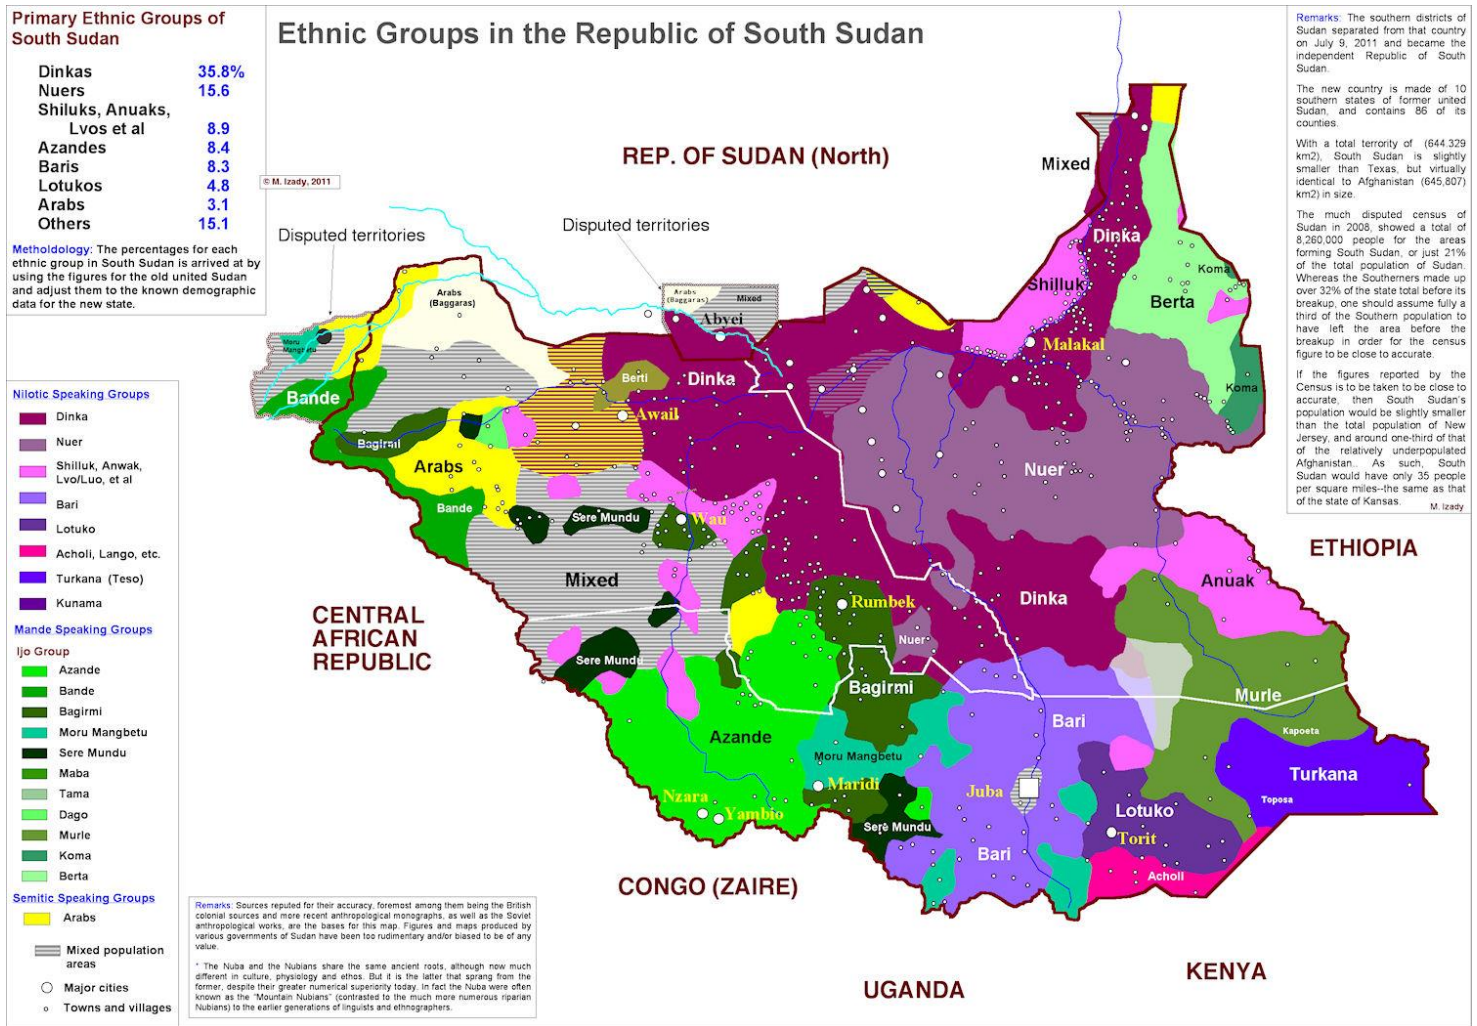 Primary Ethnic Groups of
South Sudan
Dinkas 35.8%
Nuers 15.6
Shiluks, Anuaks,
Lvos et al 8.9
Azandes 8.4
Baris 8.3
Lotukos 4.8
Arabs 3.1
Others 15.1
Metholdology: The percentages for each
ethnic group in South Sudan is arrived at by
using the figures for the old united Sudan
and adjust them to the known demographic
data for the new state.
Ethnic Groups in the Republic of South Sudan
© M. Izady, 2011
Remarks: The southern districts of
Sudan separated from that country
on July 9, 2011 and became the
independent Republic of South
Sudan.
The new country is made of 10
southern states of former united
Sudan, and contains 86 of its
counties.
With a total terrority of (644.329
km2), South Sudan is slightly
smaller than Texas, but virtually
identical to Afghanistan (645,807)
km2) in size.
The much disputed census of
Sudan in 2008, showed a total of
8,260,000 people for the areas
forming South Sudan, or just 21%
of the total population of Sudan.
Whereas the Southerners made up
over 32% of the state total before its
breakup, one should assume fully a
third of the Southern population to
have left the area before the
breakup in order for the census
figure to be close to accurate.
If the figures reported by the
Census is to be taken to be close to
accurate, then South Sudan's
population would be slightly smaller
than the total population of New
Jersey, and around one-third of that
of the relatively underpopulated
Afghanistan.. As such, South
Sudan would have only 35 people
per square miles--the same as that
of the state of Kansas.
M. Izady
REP. OF SUDAN (North)
Mixed
Disputed territories
Disputed territories
Dinka
Koma
Shilluk
Berta
Arabs
(Baggaras)
Arabs
(Baggaras)
Mixed
Abyei
Moru
Mangbetu
Malakal
Berti
Dinka
Koma
Bande
Awail
Bagirmi
Arabs
Nuer
Bande
Sere Mundu
Wau
ETHIOPIA
Mixed
Anuak
Dinka
Rumbek
CENTRAL
AFRICAN
REPUBLIC
Nuer
Sere Mundu
Bagirmi
Murle
Bari
Kapoeta
Azande
Moru Mangbetu
Turkana
Maridi
Juba
Nzara
Toposa
Lotuko
Yambio
Sere Mundu
Torit
Bari
Acholi
CONGO (ZAIRE)
KENYA
UGANDA
Nilotic Speaking Groups
Dinka
Nuer
Shilluk, Anwak,
Lvo/Luo, et al
Bari
Lotuko
Acholi, Lango, etc.
Turkana (Teso)
Kunama
Mande Speaking Groups
Ijo Group
Azande
Bande
Bagirmi
Moru Mangbetu
Sere Mundu
Maba
Tama
Dago
Murle
Koma
Berta
Semitic Speaking Groups
Arabs
Mixed population
areas
Major cities
Towns and villages
Remarks: Sources reputed for their accuracy, foremost among them being the British
colonial sources and more recent anthropological monographs, as well as the Soviet
anthropological works, are the bases for this map. Figures and maps produced by
various governments of Sudan have been too rudimentary and/or biased to be of any
value.
* The Nuba and the Nubians share the same ancient roots, although now much
different in culture, physiology and ethos. But it is the latter that sprang from the
former, despite their greater numerical superiority today. In fact the Nuba were often
known as the "Mountain Nubians" (contrasted to the much more numerous riparian
Nubians) to the earlier generations of linguists and ethnographers.